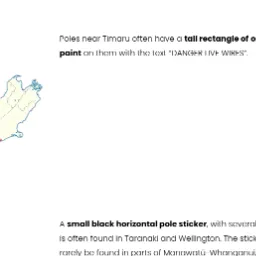 Poles near Timaru often have a tall rectangle of
paint on them with the text "DANGER LIVE WIRES".
A small black horizontal pole sticker, with several
is often found in Taranaki and Wellington. The
rarely be found in parts of Manawatū-Whanganui,